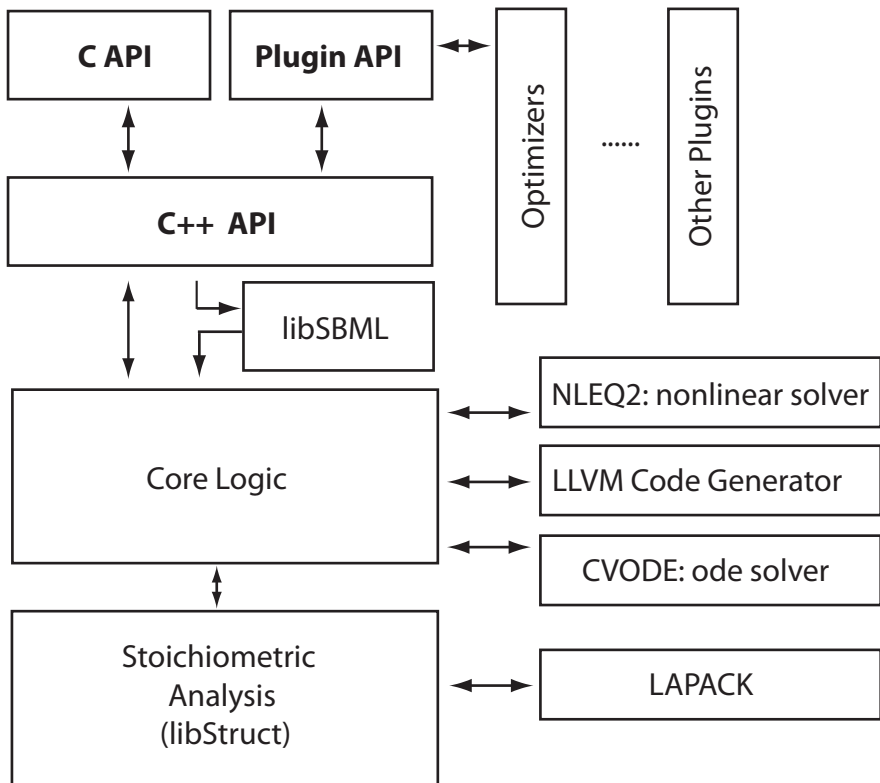 C API
Plugin API
Optimizers
......
Other Plugins
C++ API
libSBML
NLEQ2: nonlinear solver
Core Logic
LLVM Code Generator
CVODE: ode solver
Stoichiometric
Analysis
(libStruct)
LAPACK